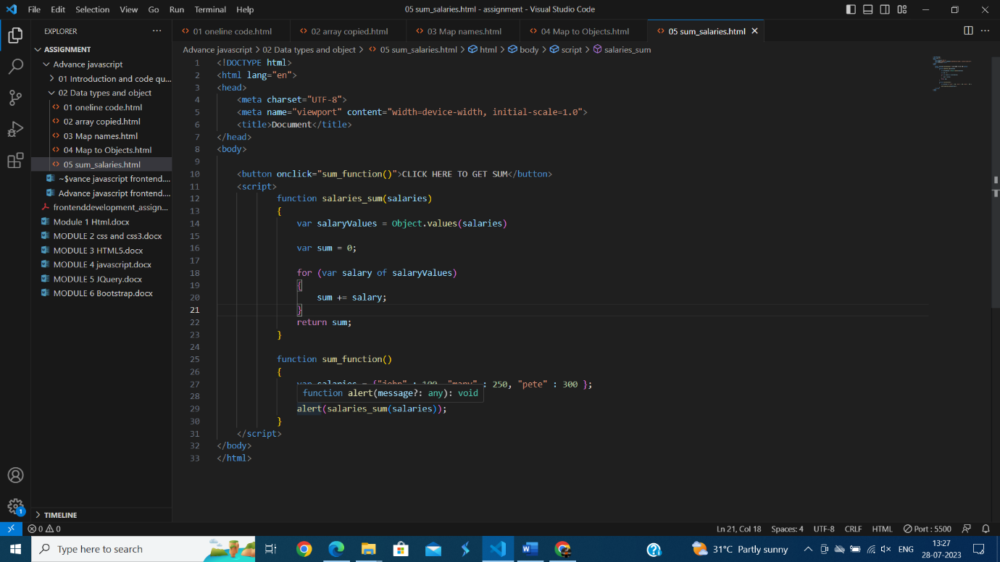 File Edit Selection View Go Run Terminal Help
05 sum_salaries.html - assignment - Visual Studio Code
EXPLORER
ASSIGNMENT
Advance javascript
01 Introduction and code qu...
02 Data types and object
01 oneline code.html
02 array copied.html
03 Map names.html
04 Map to Objects.html
05 sum_salaries.html
~$vance javascript frontend....
Advance javascript frontend....
frontenddevelopment_assign...
Module 1 Html.docx
MODULE 2 css and css3.docx
MODULE 3 HTML5.docx
MODULE 4 javascript.docx
MODULE 5 JQuery.docx
MODULE 6 Bootstrap.docx
TIMELINE
01 oneline code.html 02 array copied.html 03 Map names.html 04 Map to Objects.html 05 sum_salaries.html
Advance javascript > 02 Data types and object > 05 sum_salaries.html > html > body > script > salaries_sum
1 <!DOCTYPE html>
2 <html lang="en">
3 <head>
4 <meta charset="UTF-8">
5 <meta name="viewport" content="width=device-width, initial-scale=1.0">
6 <title>Document</title>
7 </head>
8 <body>
9
10 <button onclick="sum_function()">CLICK HERE TO GET SUM</button>
11 <script>
12 function salaries_sum(salaries)
13 {
14 var salaryValues = Object.values(salaries)
15
16 var sum = 0;
17
18 for (var salary of salaryValues)
19 {
20 sum += salary;
21 }
22 return sum;
23 }
24
25 function sum_function()
26 {
27 var salaries = {"john" : 100, "mary" : 250, "pete" : 300 };
28 function alert(message?: any): void
29 alert(salaries_sum(salaries));
30 }
31 </script>
32 </body>
33 </html>
0 0
Ln 21, Col 18 Spaces: 4 UTF-8 CRLF HTML Port : 5500
1
Type here to search
31°C Partly sunny
ENG
13:27
28-07-2023